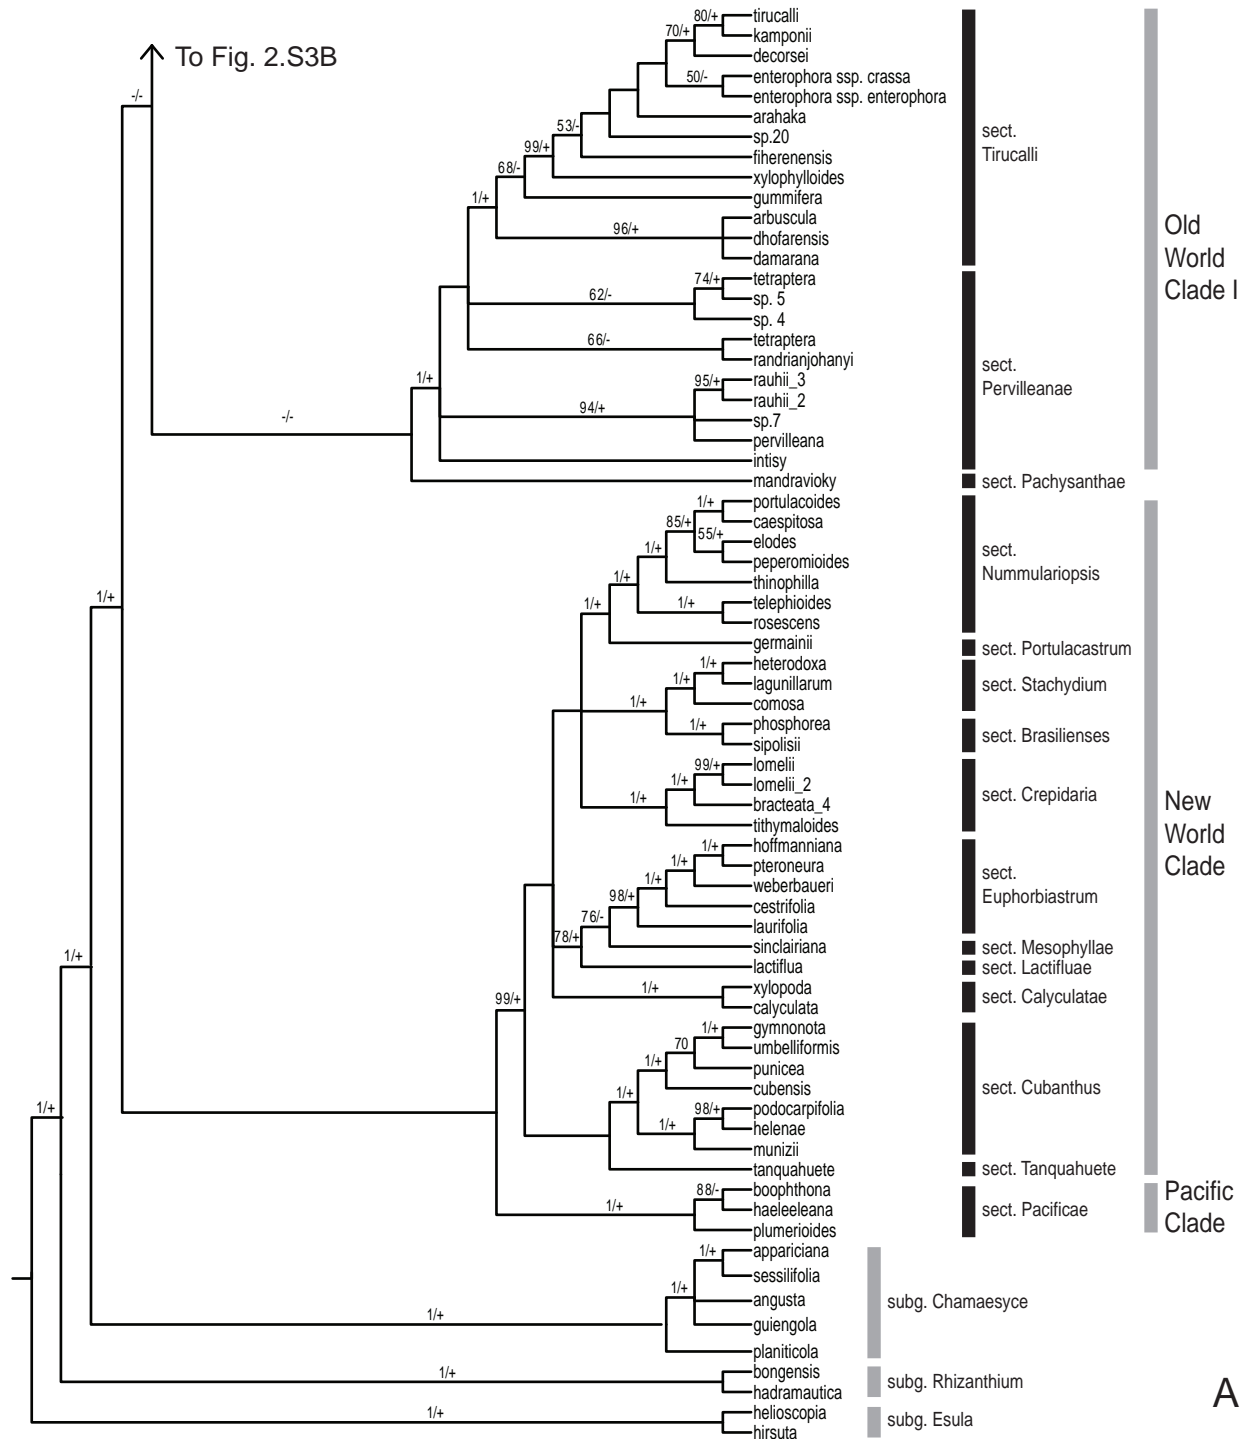 To Fig. 2.S3B
-/-
80/+
tirucalli
70/+
kamponii
decorsei
50/-
enterophora ssp. crassa
enterophora ssp. enterophora
arahaka
53/-
sp.20
99/+
fiherenensis
68/-
xylophylloides
1/+
gummifera
arbuscula
96/+
dhofarensis
damarana
74/+
tetraptera
62/-
sp. 5
sp. 4
66/-
tetraptera
randrianjohanyi
1/+
95/+
rauhii_3
94/+
rauhii_2
-/-
sp.7
pervilleana
intisy
mandravioky
1/+
portulacoides
85/+
caespitosa
55/+
elodes
1/+
peperomioides
1/+
thinophilla
1/+
1/+
telephioides
1/+
rosescens
germainii
1/+
heterodoxa
1/+
lagunillarum
1/+
comosa
1/+
phosphorea
sipolisii
99/+
lomelii
1/+
lomelii_2
1/+
bracteata_4
tithymaloides
1/+
hoffmanniana
1/+
pteroneura
1/+
weberbaueri
98/+
cestrifolia
76/-
laurifolia
78/+
sinclairiana
lactiflua
1/+
1/+
xylopoda
99/+
calyculata
1/+
gymnonota
70
umbelliformis
1/+
punicea
1/+
cubensis
98/+
podocarpifolia
1/+
helenae
1/+
munizii
tanquahuete
88/-
boophthona
1/+
haeleeleana
plumerioides
1/+
appariciana
1/+
sessilifolia
angusta
1/+
guiengola
planiticola
1/+
bongensis
hadramautica
1/+
helioscopia
hirsuta
sect.
Tirucalli
sect.
Pervilleanae
sect. Pachysanthae
sect.
Nummulariopsis
sect. Portulacastrum
sect. Stachydium
sect. Brasilienses
sect. Crepidaria
sect.
Euphorbiastrum
sect. Mesophyllae
sect. Lactifluae
sect. Calyculatae
sect. Cubanthus
sect. Tanquahuete
sect. Pacificae
subg. Chamaesyce
subg. Rhizanthium
subg. Esula
Old
World
Clade I
New
World
Clade
Pacific
Clade
A